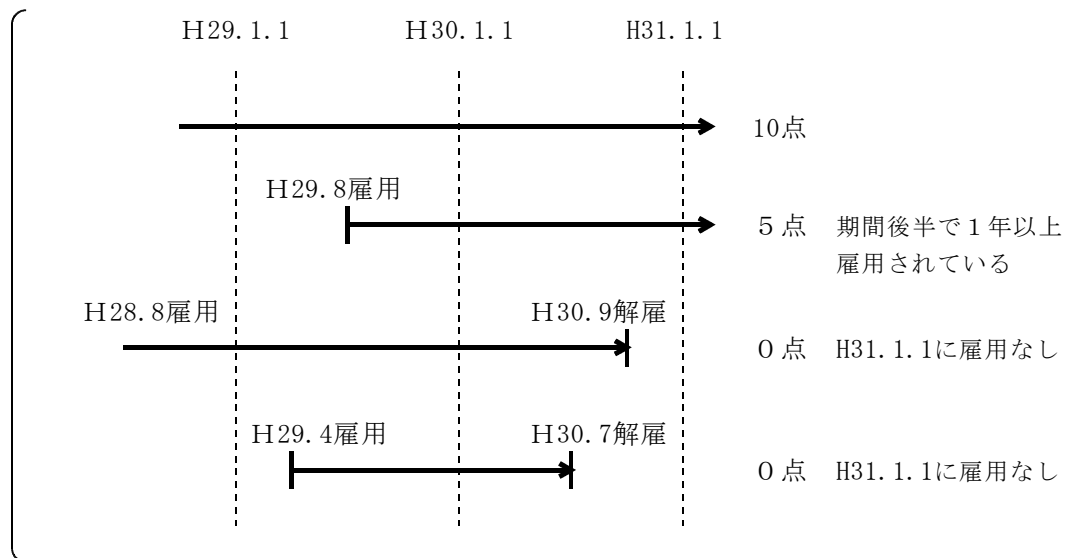 Ｈ29.1.1 Ｈ30.1.1 H31.1.1
10点
Ｈ29.8雇用
５点 期間後半で１年以上
雇用されている
Ｈ28.8雇用 Ｈ30.9解雇
０点 H31.1.1に雇用なし
Ｈ29.4雇用 Ｈ30.7解雇
０点 H31.1.1に雇用なし